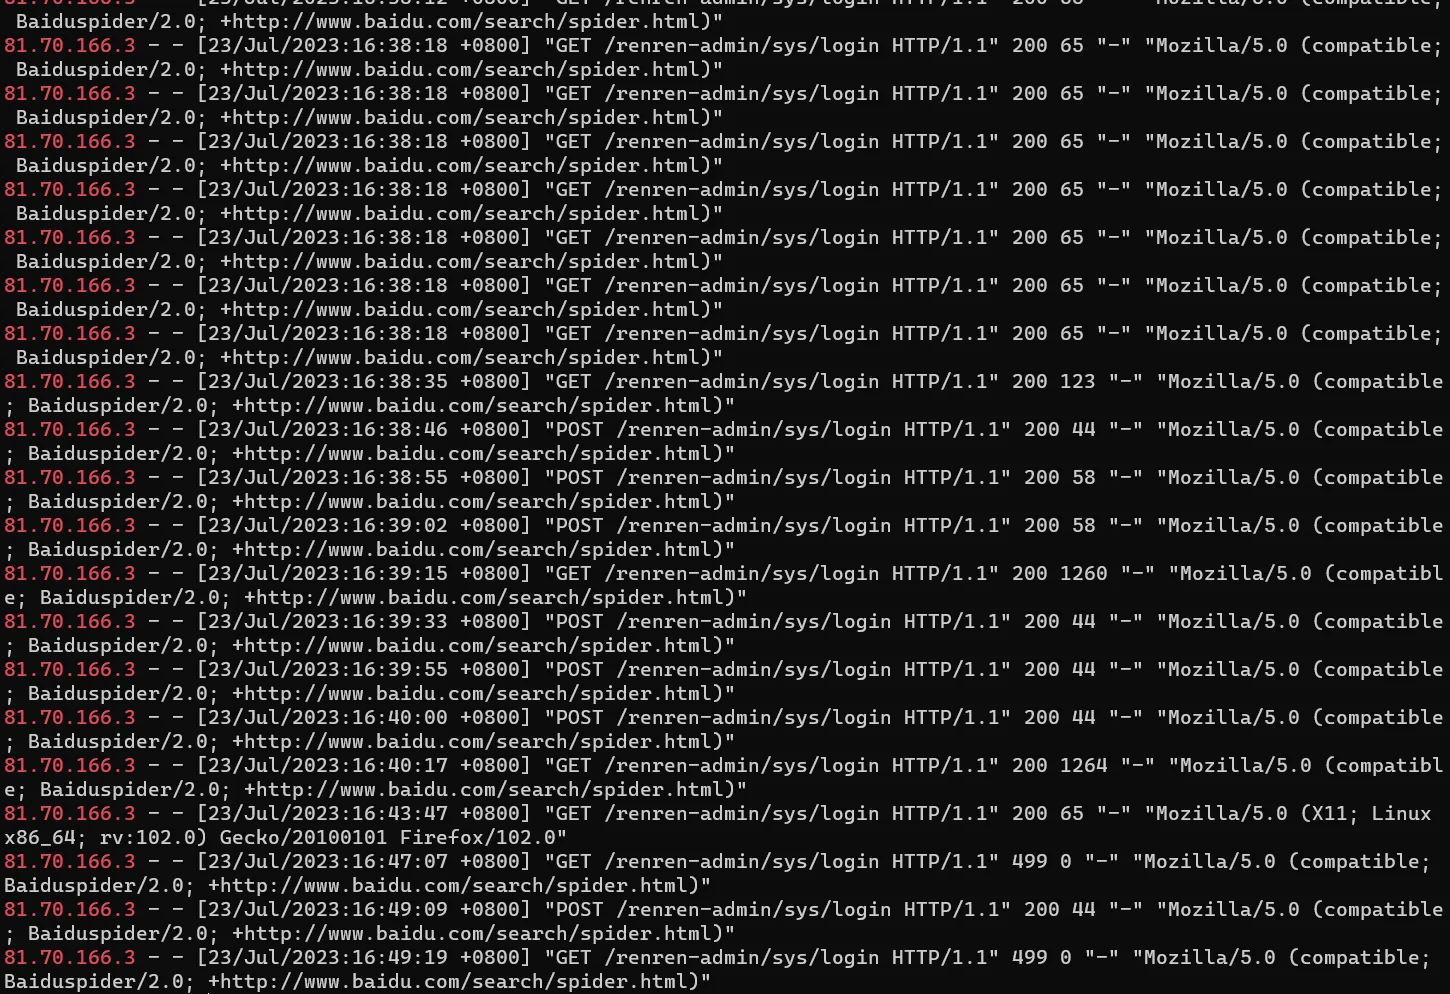 81.70.166.3 - - [23/Jul/2023:16:38:12 +0800] "GET /renren-admin/sys/login HTTP/1.1" 200 65 "-" "Mozilla/5.0 (compatible;
Baiduspider/2.0; +http://www.baidu.com/search/spider.html)"
81.70.166.3 - - [23/Jul/2023:16:38:18 +0800] "GET /renren-admin/sys/login HTTP/1.1" 200 65 "-" "Mozilla/5.0 (compatible;
Baiduspider/2.0; +http://www.baidu.com/search/spider.html)"
81.70.166.3 - - [23/Jul/2023:16:38:18 +0800] "GET /renren-admin/sys/login HTTP/1.1" 200 65 "-" "Mozilla/5.0 (compatible;
Baiduspider/2.0; +http://www.baidu.com/search/spider.html)"
81.70.166.3 - - [23/Jul/2023:16:38:18 +0800] "GET /renren-admin/sys/login HTTP/1.1" 200 65 "-" "Mozilla/5.0 (compatible;
Baiduspider/2.0; +http://www.baidu.com/search/spider.html)"
81.70.166.3 - - [23/Jul/2023:16:38:18 +0800] "GET /renren-admin/sys/login HTTP/1.1" 200 65 "-" "Mozilla/5.0 (compatible;
Baiduspider/2.0; +http://www.baidu.com/search/spider.html)"
81.70.166.3 - - [23/Jul/2023:16:38:18 +0800] "GET /renren-admin/sys/login HTTP/1.1" 200 65 "-" "Mozilla/5.0 (compatible;
Baiduspider/2.0; +http://www.baidu.com/search/spider.html)"
81.70.166.3 - - [23/Jul/2023:16:38:18 +0800] "GET /renren-admin/sys/login HTTP/1.1" 200 65 "-" "Mozilla/5.0 (compatible;
Baiduspider/2.0; +http://www.baidu.com/search/spider.html)"
81.70.166.3 - - [23/Jul/2023:16:38:18 +0800] "GET /renren-admin/sys/login HTTP/1.1" 200 65 "-" "Mozilla/5.0 (compatible;
Baiduspider/2.0; +http://www.baidu.com/search/spider.html)"
81.70.166.3 - - [23/Jul/2023:16:38:35 +0800] "GET /renren-admin/sys/login HTTP/1.1" 200 123 "-" "Mozilla/5.0 (compatible
; Baiduspider/2.0; +http://www.baidu.com/search/spider.html)"
81.70.166.3 - - [23/Jul/2023:16:38:46 +0800] "POST /renren-admin/sys/login HTTP/1.1" 200 44 "-" "Mozilla/5.0 (compatible
; Baiduspider/2.0; +http://www.baidu.com/search/spider.html)"
81.70.166.3 - - [23/Jul/2023:16:38:55 +0800] "POST /renren-admin/sys/login HTTP/1.1" 200 58 "-" "Mozilla/5.0 (compatible
; Baiduspider/2.0; +http://www.baidu.com/search/spider.html)"
81.70.166.3 - - [23/Jul/2023:16:39:02 +0800] "POST /renren-admin/sys/login HTTP/1.1" 200 58 "-" "Mozilla/5.0 (compatible
; Baiduspider/2.0; +http://www.baidu.com/search/spider.html)"
81.70.166.3 - - [23/Jul/2023:16:39:15 +0800] "GET /renren-admin/sys/login HTTP/1.1" 200 1260 "-" "Mozilla/5.0 (compatibl
e; Baiduspider/2.0; +http://www.baidu.com/search/spider.html)"
81.70.166.3 - - [23/Jul/2023:16:39:33 +0800] "POST /renren-admin/sys/login HTTP/1.1" 200 44 "-" "Mozilla/5.0 (compatible
; Baiduspider/2.0; +http://www.baidu.com/search/spider.html)"
81.70.166.3 - - [23/Jul/2023:16:39:55 +0800] "POST /renren-admin/sys/login HTTP/1.1" 200 44 "-" "Mozilla/5.0 (compatible
; Baiduspider/2.0; +http://www.baidu.com/search/spider.html)"
81.70.166.3 - - [23/Jul/2023:16:40:00 +0800] "POST /renren-admin/sys/login HTTP/1.1" 200 44 "-" "Mozilla/5.0 (compatible
; Baiduspider/2.0; +http://www.baidu.com/search/spider.html)"
81.70.166.3 - - [23/Jul/2023:16:40:17 +0800] "GET /renren-admin/sys/login HTTP/1.1" 200 1264 "-" "Mozilla/5.0 (compatibl
e; Baiduspider/2.0; +http://www.baidu.com/search/spider.html)"
81.70.166.3 - - [23/Jul/2023:16:43:47 +0800] "GET /renren-admin/sys/login HTTP/1.1" 200 65 "-" "Mozilla/5.0 (X11; Linux
x86_64; rv:102.0) Gecko/20100101 Firefox/102.0"
81.70.166.3 - - [23/Jul/2023:16:47:07 +0800] "GET /renren-admin/sys/login HTTP/1.1" 499 0 "-" "Mozilla/5.0 (compatible;
Baiduspider/2.0; +http://www.baidu.com/search/spider.html)"
81.70.166.3 - - [23/Jul/2023:16:49:09 +0800] "POST /renren-admin/sys/login HTTP/1.1" 200 44 "-" "Mozilla/5.0 (compatible
; Baiduspider/2.0; +http://www.baidu.com/search/spider.html)"
81.70.166.3 - - [23/Jul/2023:16:49:19 +0800] "GET /renren-admin/sys/login HTTP/1.1" 499 0 "-" "Mozilla/5.0 (compatible;
Baiduspider/2.0; +http://www.baidu.com/search/spider.html)"